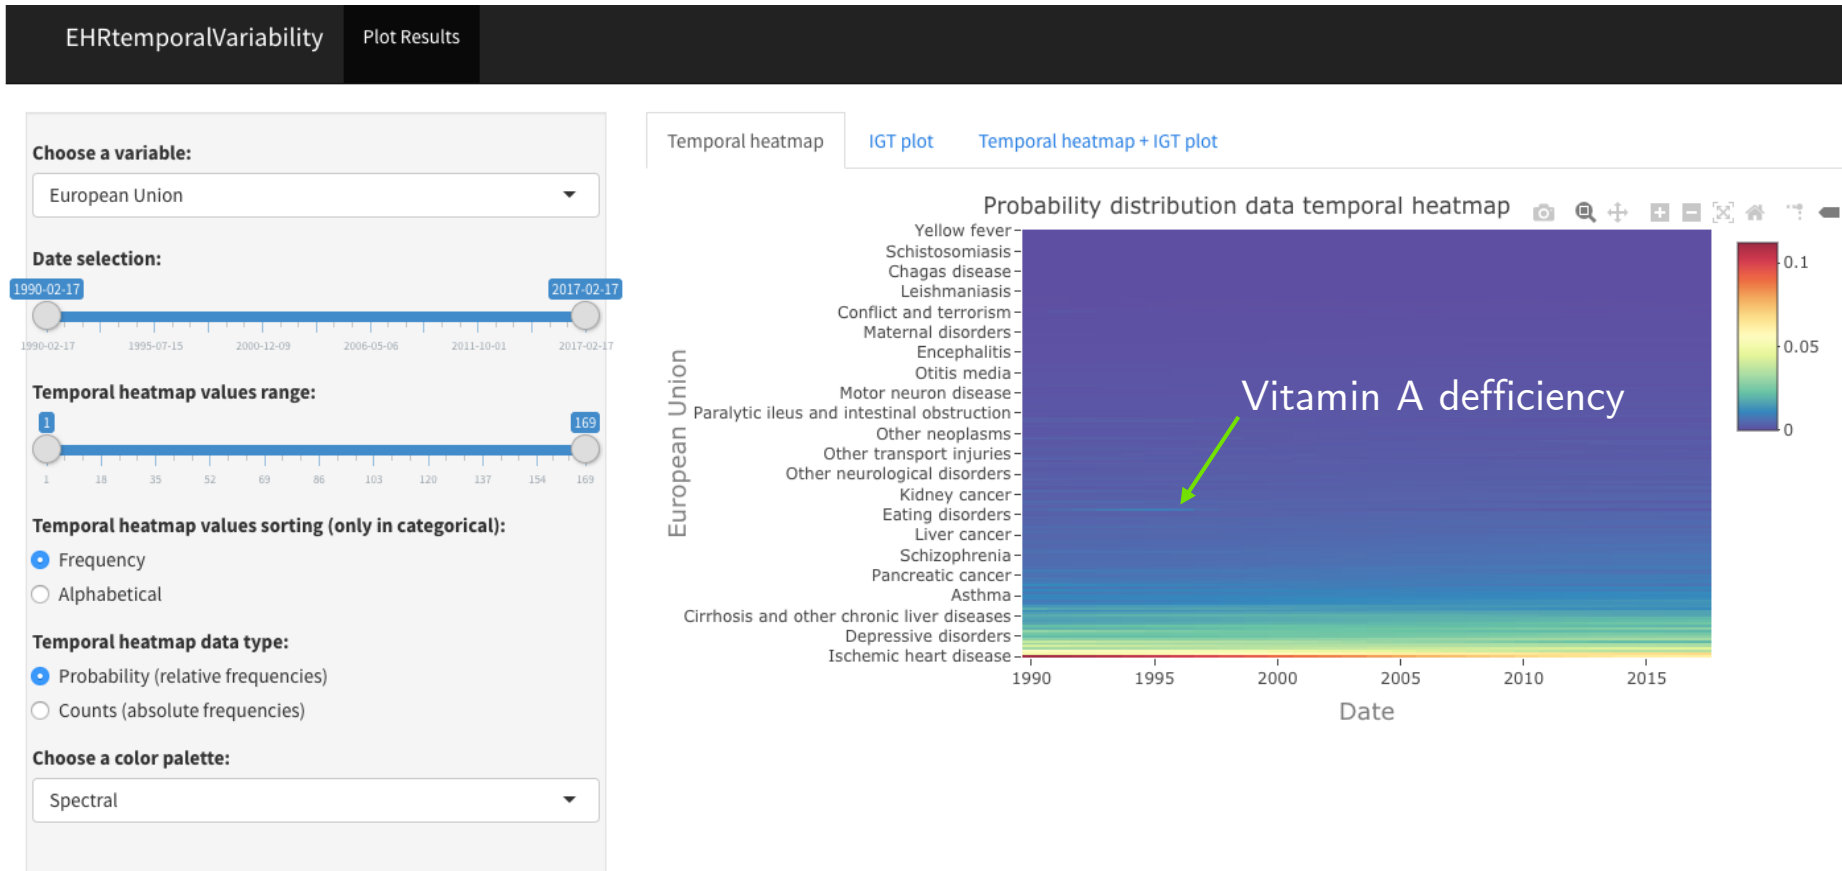 EHRtemporalVariability Plot Results
Choose a variable:
European Union
Date selection:
1990-02-17 2017-02-17
1990-02-17 1995-07-15 2000-12-09 2006-05-06 2011-10-01 2017-02-17
Temporal heatmap values range:
1 169
1 18 35 52 69 86 103 120 137 154 169
Temporal heatmap values sorting (only in categorical):
Frequency
Alphabetical
Temporal heatmap data type:
Probability (relative frequencies)
Counts (absolute frequencies)
Choose a color palette:
Spectral
Temporal heatmap IGT plot Temporal heatmap + IGT plot
Probability distribution data temporal heatmap
European Union
Yellow fever
Schistosomiasis
Chagas disease
Leishmaniasis
Conflict and terrorism
Maternal disorders
Encephalitis
Otitis media
Motor neuron disease
Paralytic ileus and intestinal obstruction
Other neoplasms
Other transport injuries
Other neurological disorders
Kidney cancer
Eating disorders
Liver cancer
Schizophrenia
Pancreatic cancer
Asthma
Cirrhosis and other chronic liver diseases
Depressive disorders
Ischemic heart disease
Vitamin A defficiency
1990 1995 2000 2005 2010 2015
Date
0.1
0.05
0